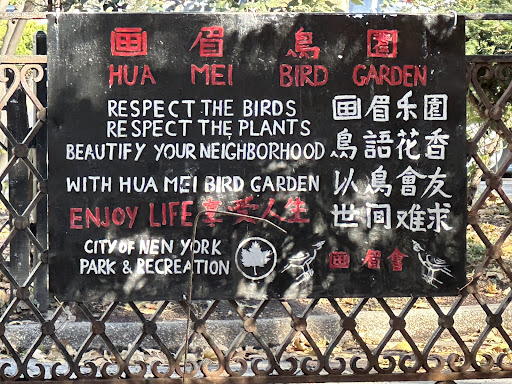 画 眉 鳥 園
HUA MEI BIRD GARDEN
RESPECT THE BIRDS 画眉乐園
RESPECT THE PLANTS
BEAUTIFY YOUR NEIGHBORHOOD 鳥語花香
WITH HUA MEI BIRD GARDEN 以鳥會友
ENJOY LIFE 享受人生 世间难求
CITY OF NEN YORK
PARK & RECREATION 画眉會